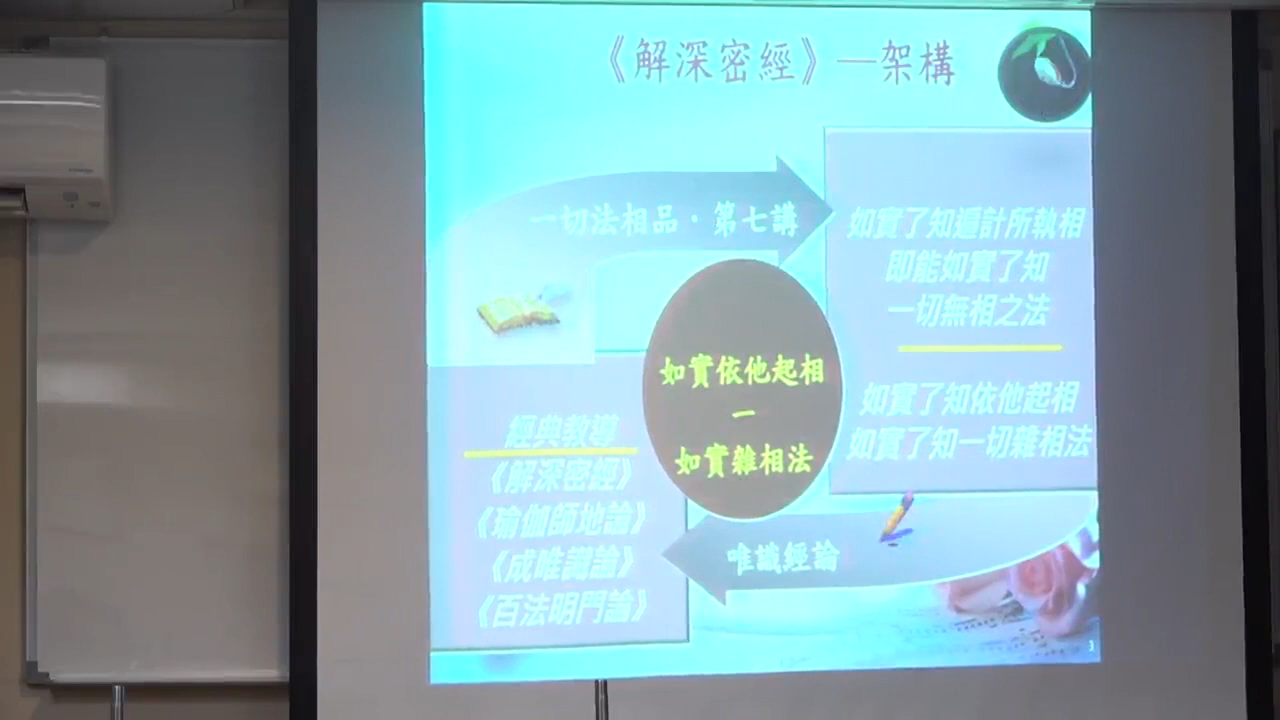 《解深密經》—架構
一切法相品·第七講
如實了知遍計所執相
即能如實了知
一切無相之法
如實了知依他起相
如實了知一切雜相法
如實依他起相
—
如實雜相法
經典教導
《解深密經》
《瑜伽師地論》
《成唯識論》
《百法明門論》
唯識經論
3